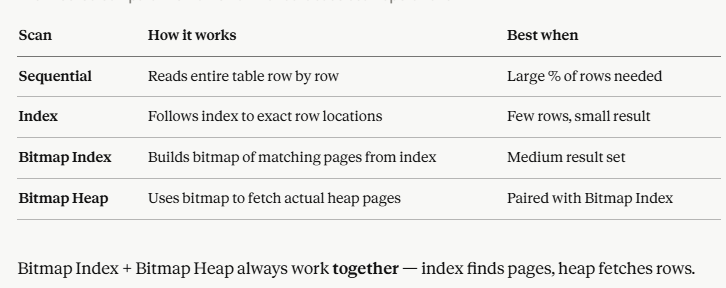 Scan How it works Best when
Sequential Reads entire table row by row Large % of rows needed
Index Follows index to exact row locations Few rows, small result
Bitmap Index Builds bitmap of matching pages from index Medium result set
Bitmap Heap Uses bitmap to fetch actual heap pages Paired with Bitmap Index
Bitmap Index + Bitmap Heap always work together — index finds pages, heap fetches rows.